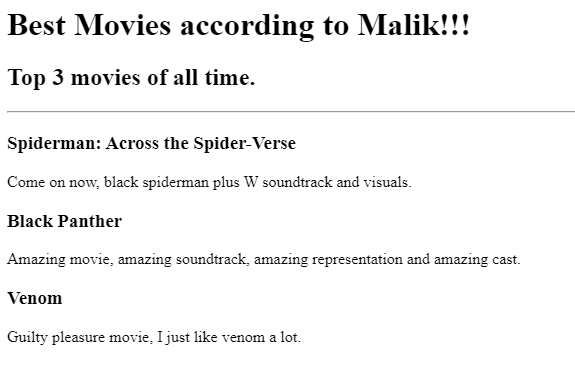 Best Movies according to Malik!!!
Top 3 movies of all time.
Spiderman: Across the Spider-Verse
Come on now, black spiderman plus W soundtrack and visuals.
Black Panther
Amazing movie, amazing soundtrack, amazing representation and amazing cast.
Venom
Guilty pleasure movie, I just like venom a lot.